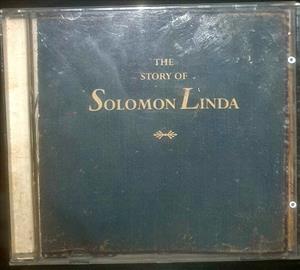 THE
STORY OF
SOLOMON LINDA